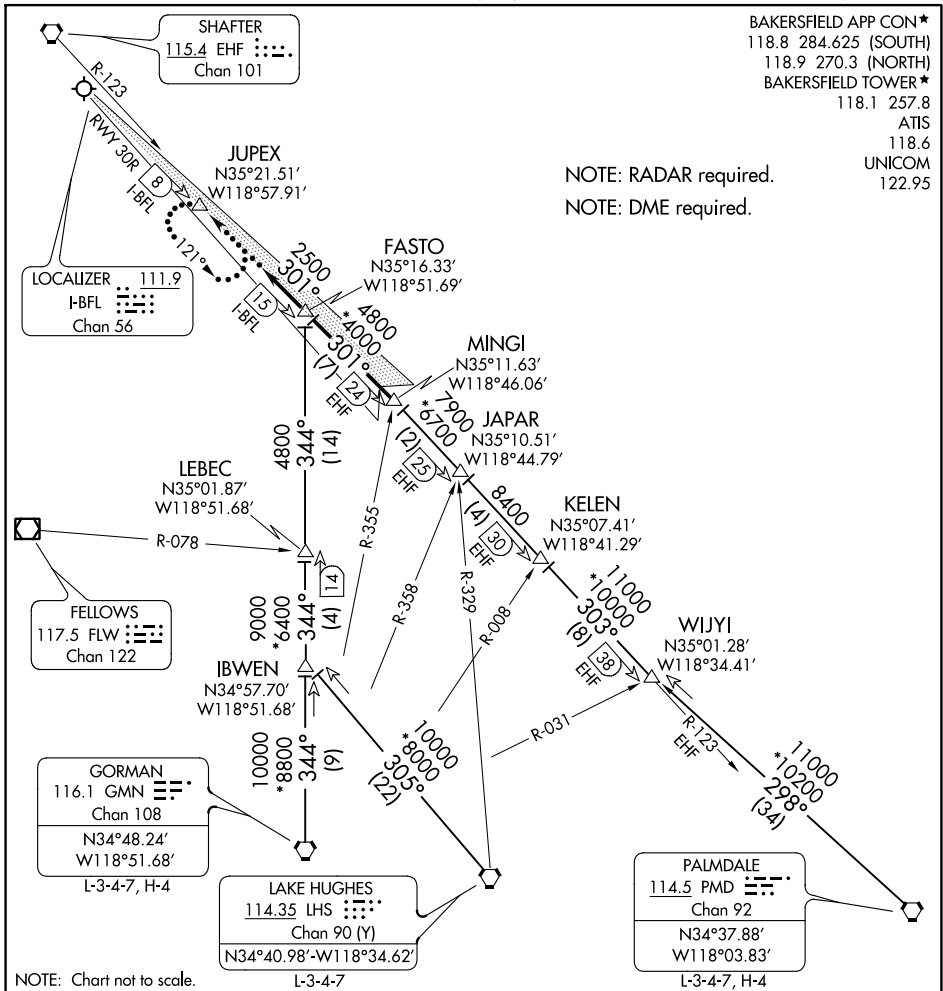 SHAFTER
115.4 EHF
Chan 101
BAKERSFIELD APP CON★
118.8 284.625 (SOUTH)
118.9 270.3 (NORTH)
BAKERSFIELD TOWER★
118.1 257.8
ATIS
118.6
UNICOM
122.95
NOTE: RADAR required.
NOTE: DME required.
R-123
RWY 30R
8
I-BFL
JUPEX
N35°21.51'
W118°57.91'
121°
LOCALIZER 111.9
I-BFL
Chan 56
2500
301°
15
I-BFL
FASTO
N35°16.33'
W118°51.69'
4800
*4000
301°
(7)
24
EHF
MINGI
N35°11.63'
W118°46.06'
7900
*6700
(2)
25
EHF
JAPAR
N35°10.51'
W118°44.79'
8400
(4)
30
EHF
KELEN
N35°07.41'
W118°41.29'
11000
*10000
303°
(8)
38
EHF
WIJYI
N35°01.28'
W118°34.41'
R-123
EHF
11000
*10200
298°
(34)
4800
344°
(14)
LEBEC
N35°01.87'
W118°51.68'
R-078
14
FELLOWS
117.5 FLW
Chan 122
9000
*6400
344°
(4)
R-355
R-358
R-329
R-008
R-031
IBWEN
N34°57.70'
W118°51.68'
10000
*8800
344°
(9)
10000
*8000
305°
(22)
GORMAN
116.1 GMN
Chan 108
N34°48.24'
W118°51.68'
L-3-4-7, H-4
LAKE HUGHES
114.35 LHS
Chan 90 (Y)
N34°40.98'-W118°34.62'
L-3-4-7
PALMDALE
114.5 PMD
Chan 92
N34°37.88'
W118°03.83'
L-3-4-7, H-4
NOTE: Chart not to scale.